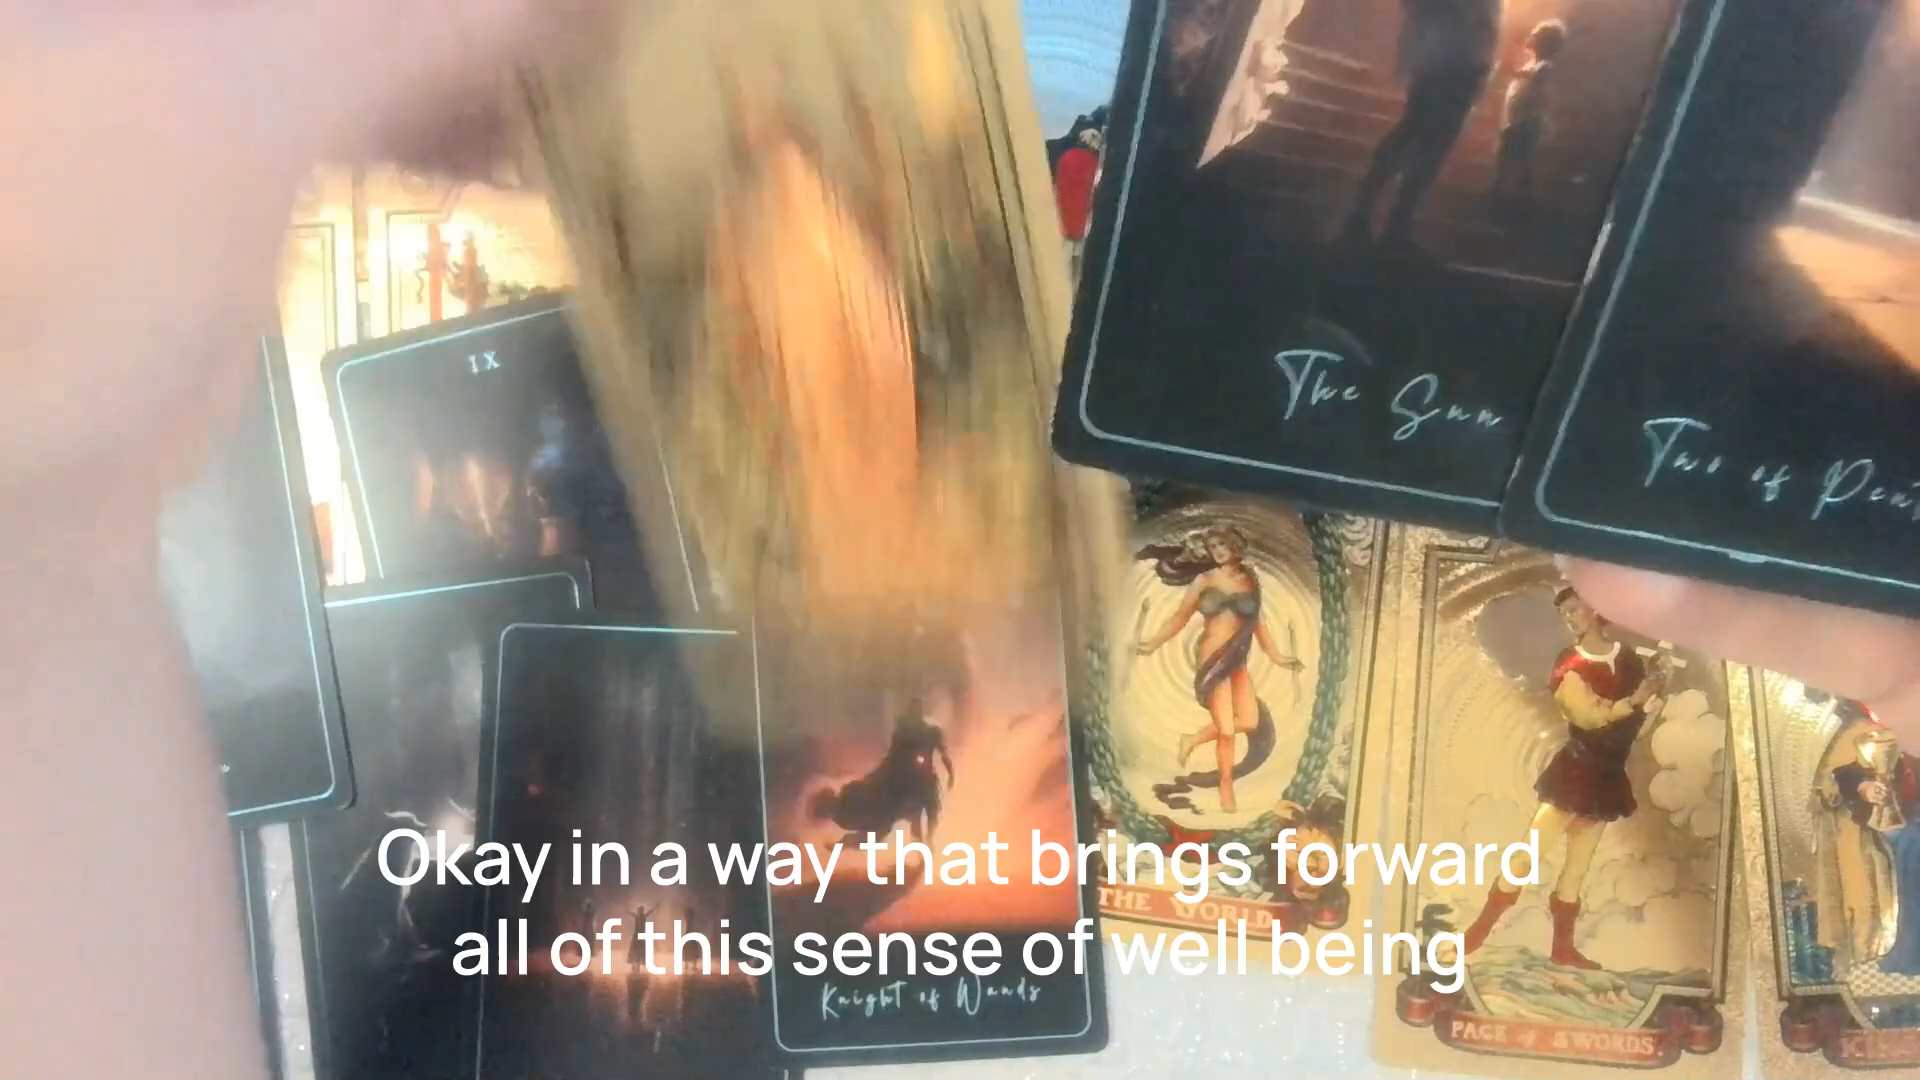 IX
The Sun
Two of
Okay in a way that brings forward
THE WORLD
all of this sense of well being
Knight of Wands
PAGE of SWORDS.